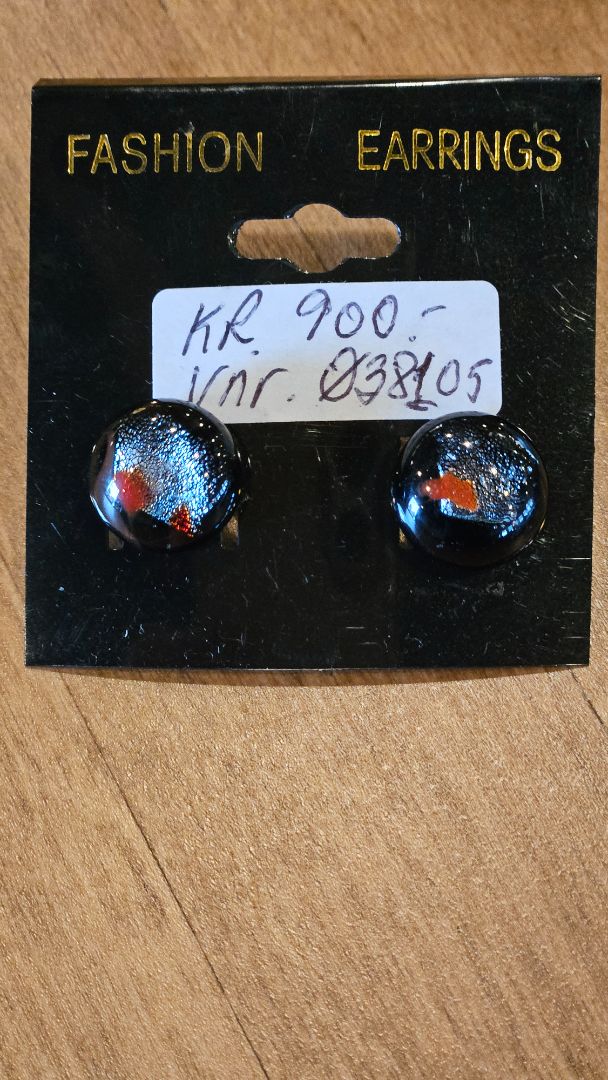 FASHION EARRINGS
KR. 900.-
Vnr. Ø38105